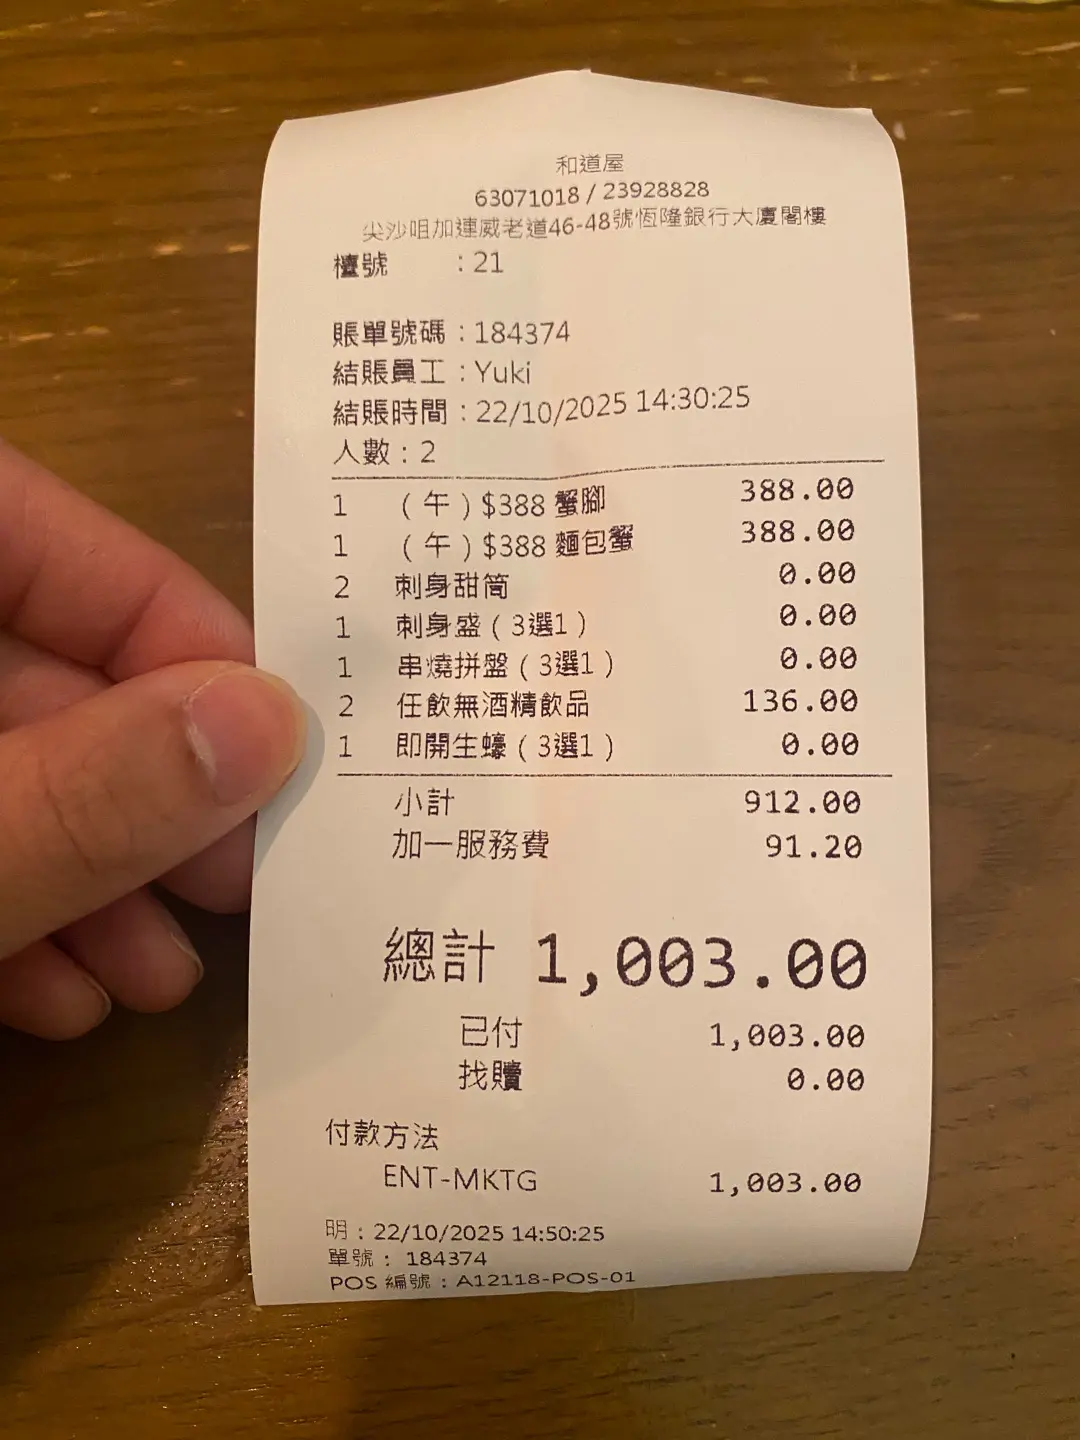 和道屋
63071018 / 23928828
尖沙咀加連威老道46-48號恆隆銀行大廈閣樓
檯號 : 21
賬單號碼 : 184374
結賬員工 : Yuki
結賬時間 : 22/10/2025 14:30:25
人數 : 2
1 （午）$388 蟹腳 388.00
1 （午）$388 麵包蟹 388.00
2 刺身甜筒 0.00
1 刺身盛（3選1） 0.00
1 串燒拼盤（3選1） 0.00
2 任飲無酒精飲品 136.00
1 即開生蠔（3選1） 0.00
小計 912.00
加一服務費 91.20
總計 1,003.00
已付 1,003.00
找贖 0.00
付款方法
ENT-MKTG 1,003.00
明 : 22/10/2025 14:50:25
單號 : 184374
POS 編號 : A12118-POS-01